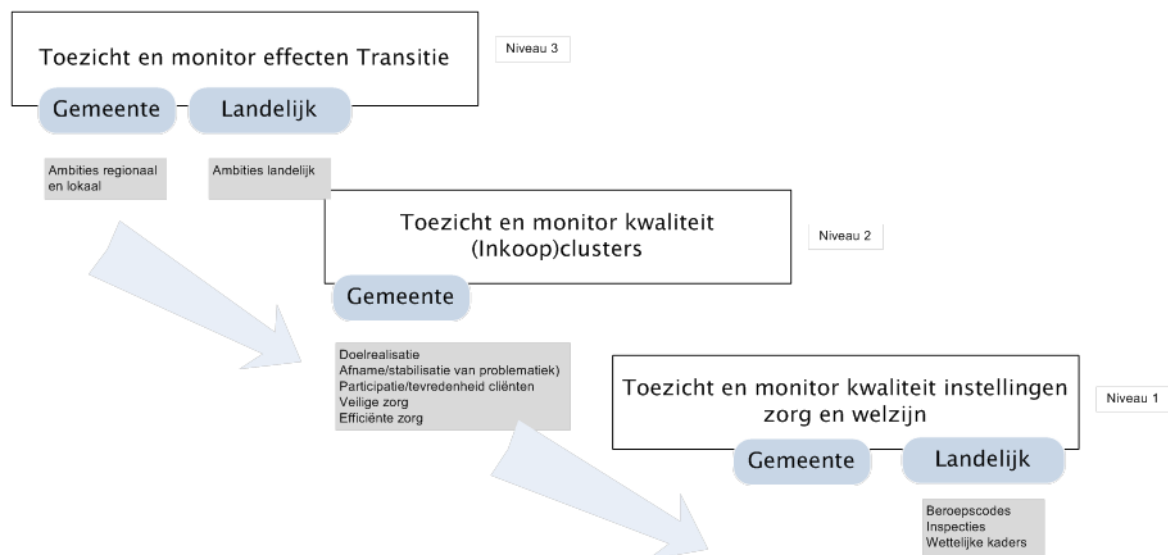 Toezicht en monitor effecten Transitie
Niveau 3
Gemeente
Landelijk
Ambities regionaal
en lokaal
Ambities landelijk
Toezicht en monitor kwaliteit
(Inkoop)clusters
Niveau 2
Gemeente
Doelrealisatie
Afname/stabilisatie van problematiek)
Participatie/tevredenheid cliënten
Veilige zorg
Efficiënte zorg
Toezicht en monitor kwaliteit instellingen
zorg en welzijn
Niveau 1
Gemeente
Landelijk
Beroepscodes
Inspecties
Wettelijke kaders